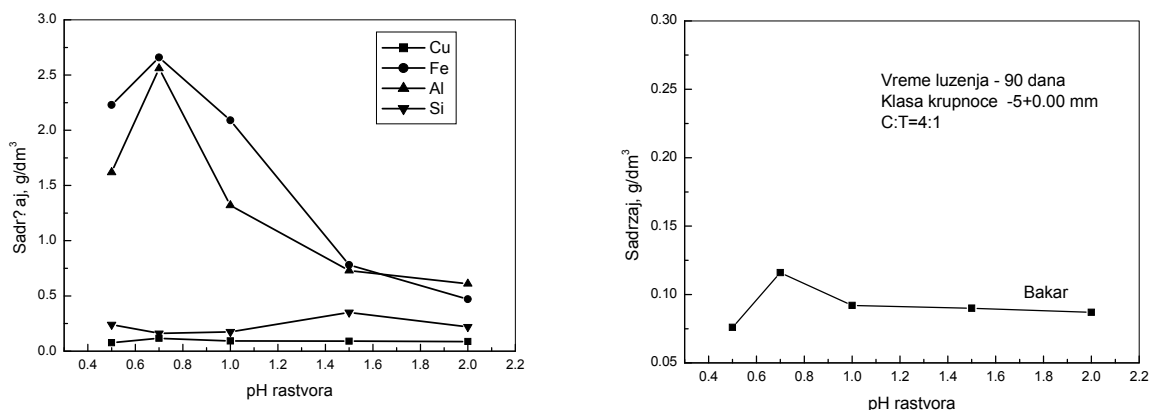 3.0
2.5
2.0
1.5
1.0
0.5
0.0
Sadr? aj, g/dm³
0.4 0.6 0.8 1.0 1.2 1.4 1.6 1.8 2.0 2.2
pH rastvora
Cu
Fe
Al
Si
0.30
0.25
0.20
0.15
0.10
0.05
Sadrzaj, g/dm³
0.4 0.6 0.8 1.0 1.2 1.4 1.6 1.8 2.0 2.2
pH rastvora
Vreme luzenja - 90 dana
Klasa krupnoce -5+0.00 mm
C:T=4:1
Bakar